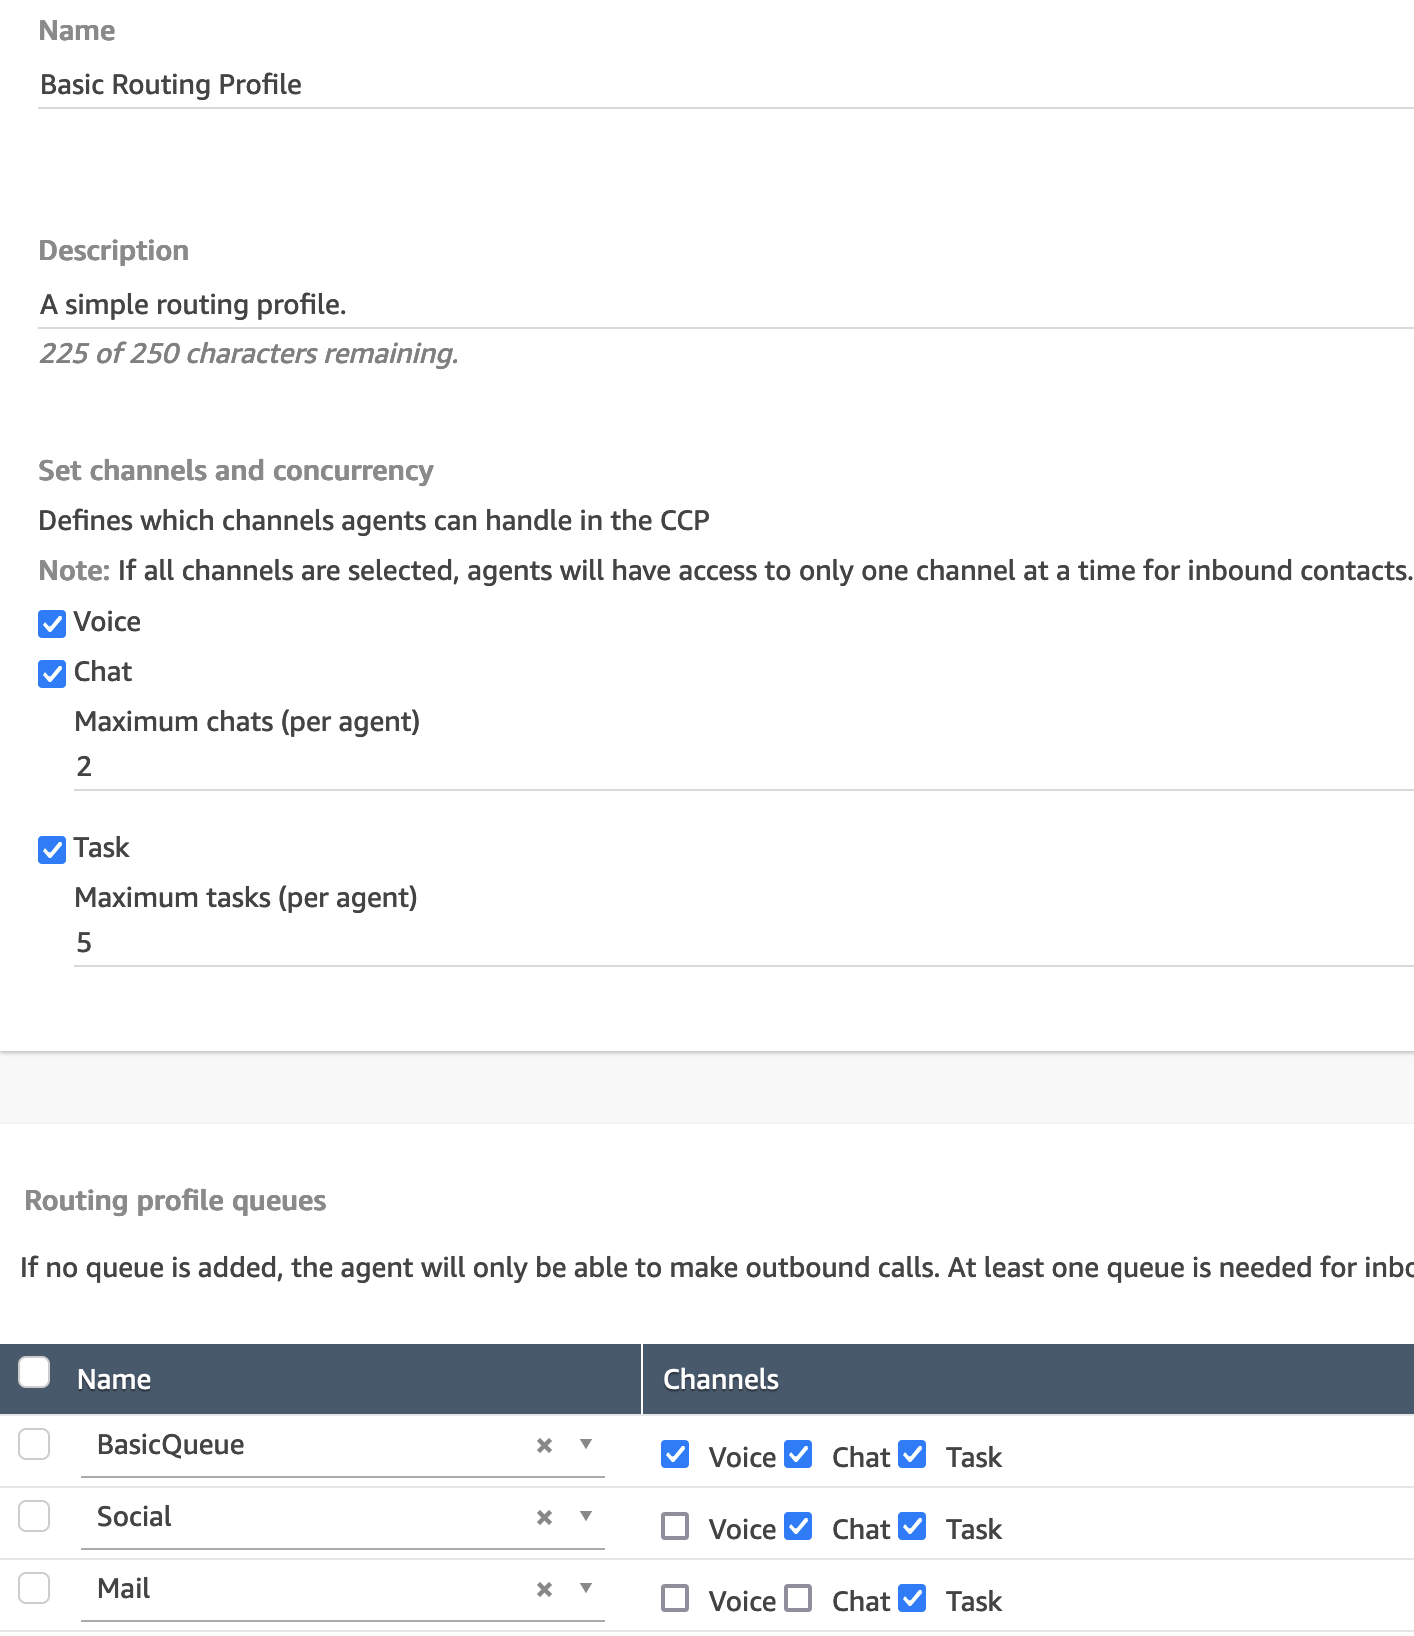 Name
Basic Routing Profile
Description
A simple routing profile.
225 of 250 characters remaining.
Set channels and concurrency
Defines which channels agents can handle in the CCP
Note: If all channels are selected, agents will have access to only one channel at a time for inbound contacts.
Voice
Chat
Maximum chats (per agent)
2
Task
Maximum tasks (per agent)
5
Routing profile queues
If no queue is added, the agent will only be able to make outbound calls. At least one queue is needed for
Name Channels
BasicQueue Voice Chat Task
Social Voice Chat Task
Mail Voice Chat Task